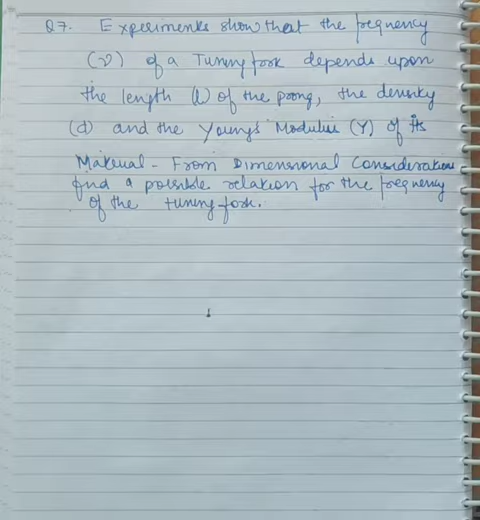 Q7. Experiments show that the frequency
(ν) of a Tuning fork depends upon
the length (l) of the prong, the density
(d) and the Young's Modulus (Y) of its
Material - From Dimensional Considerations
find a possible relation for the frequency
of the tuning fork.